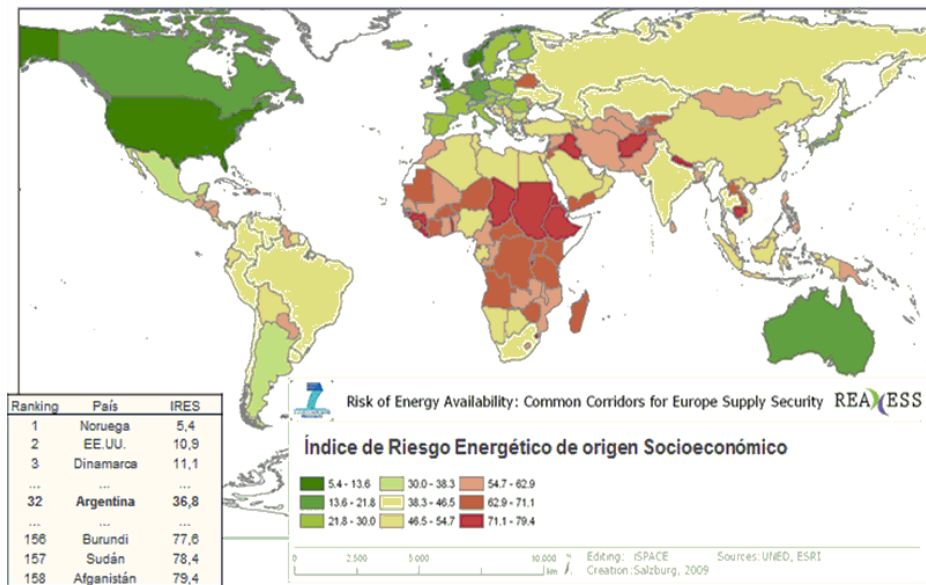 Ranking País IRES
1 Noruega 5,4
2 EE.UU. 10,9
3 Dinamarca 11,1
... ... ...
32 Argentina 36,8
... ... ...
156 Burundi 77,6
157 Sudán 78,4
158 Afganistán 79,4
Risk of Energy Availability: Common Corridors for Europe Supply Security REACCESS
Índice de Riesgo Energético de origen Socioeconómico
5.4 - 13.6 30.0 - 38.3 54.7 - 62.9
13.6 - 21.8 38.3 - 46.5 62.9 - 71.1
21.8 - 30.0 46.5 - 54.7 71.1 - 79.4
0 2.500 5.000 10.000
km
Editing: iSPACE Sources: UNED, ESRI
Creation: Salzburg, 2009